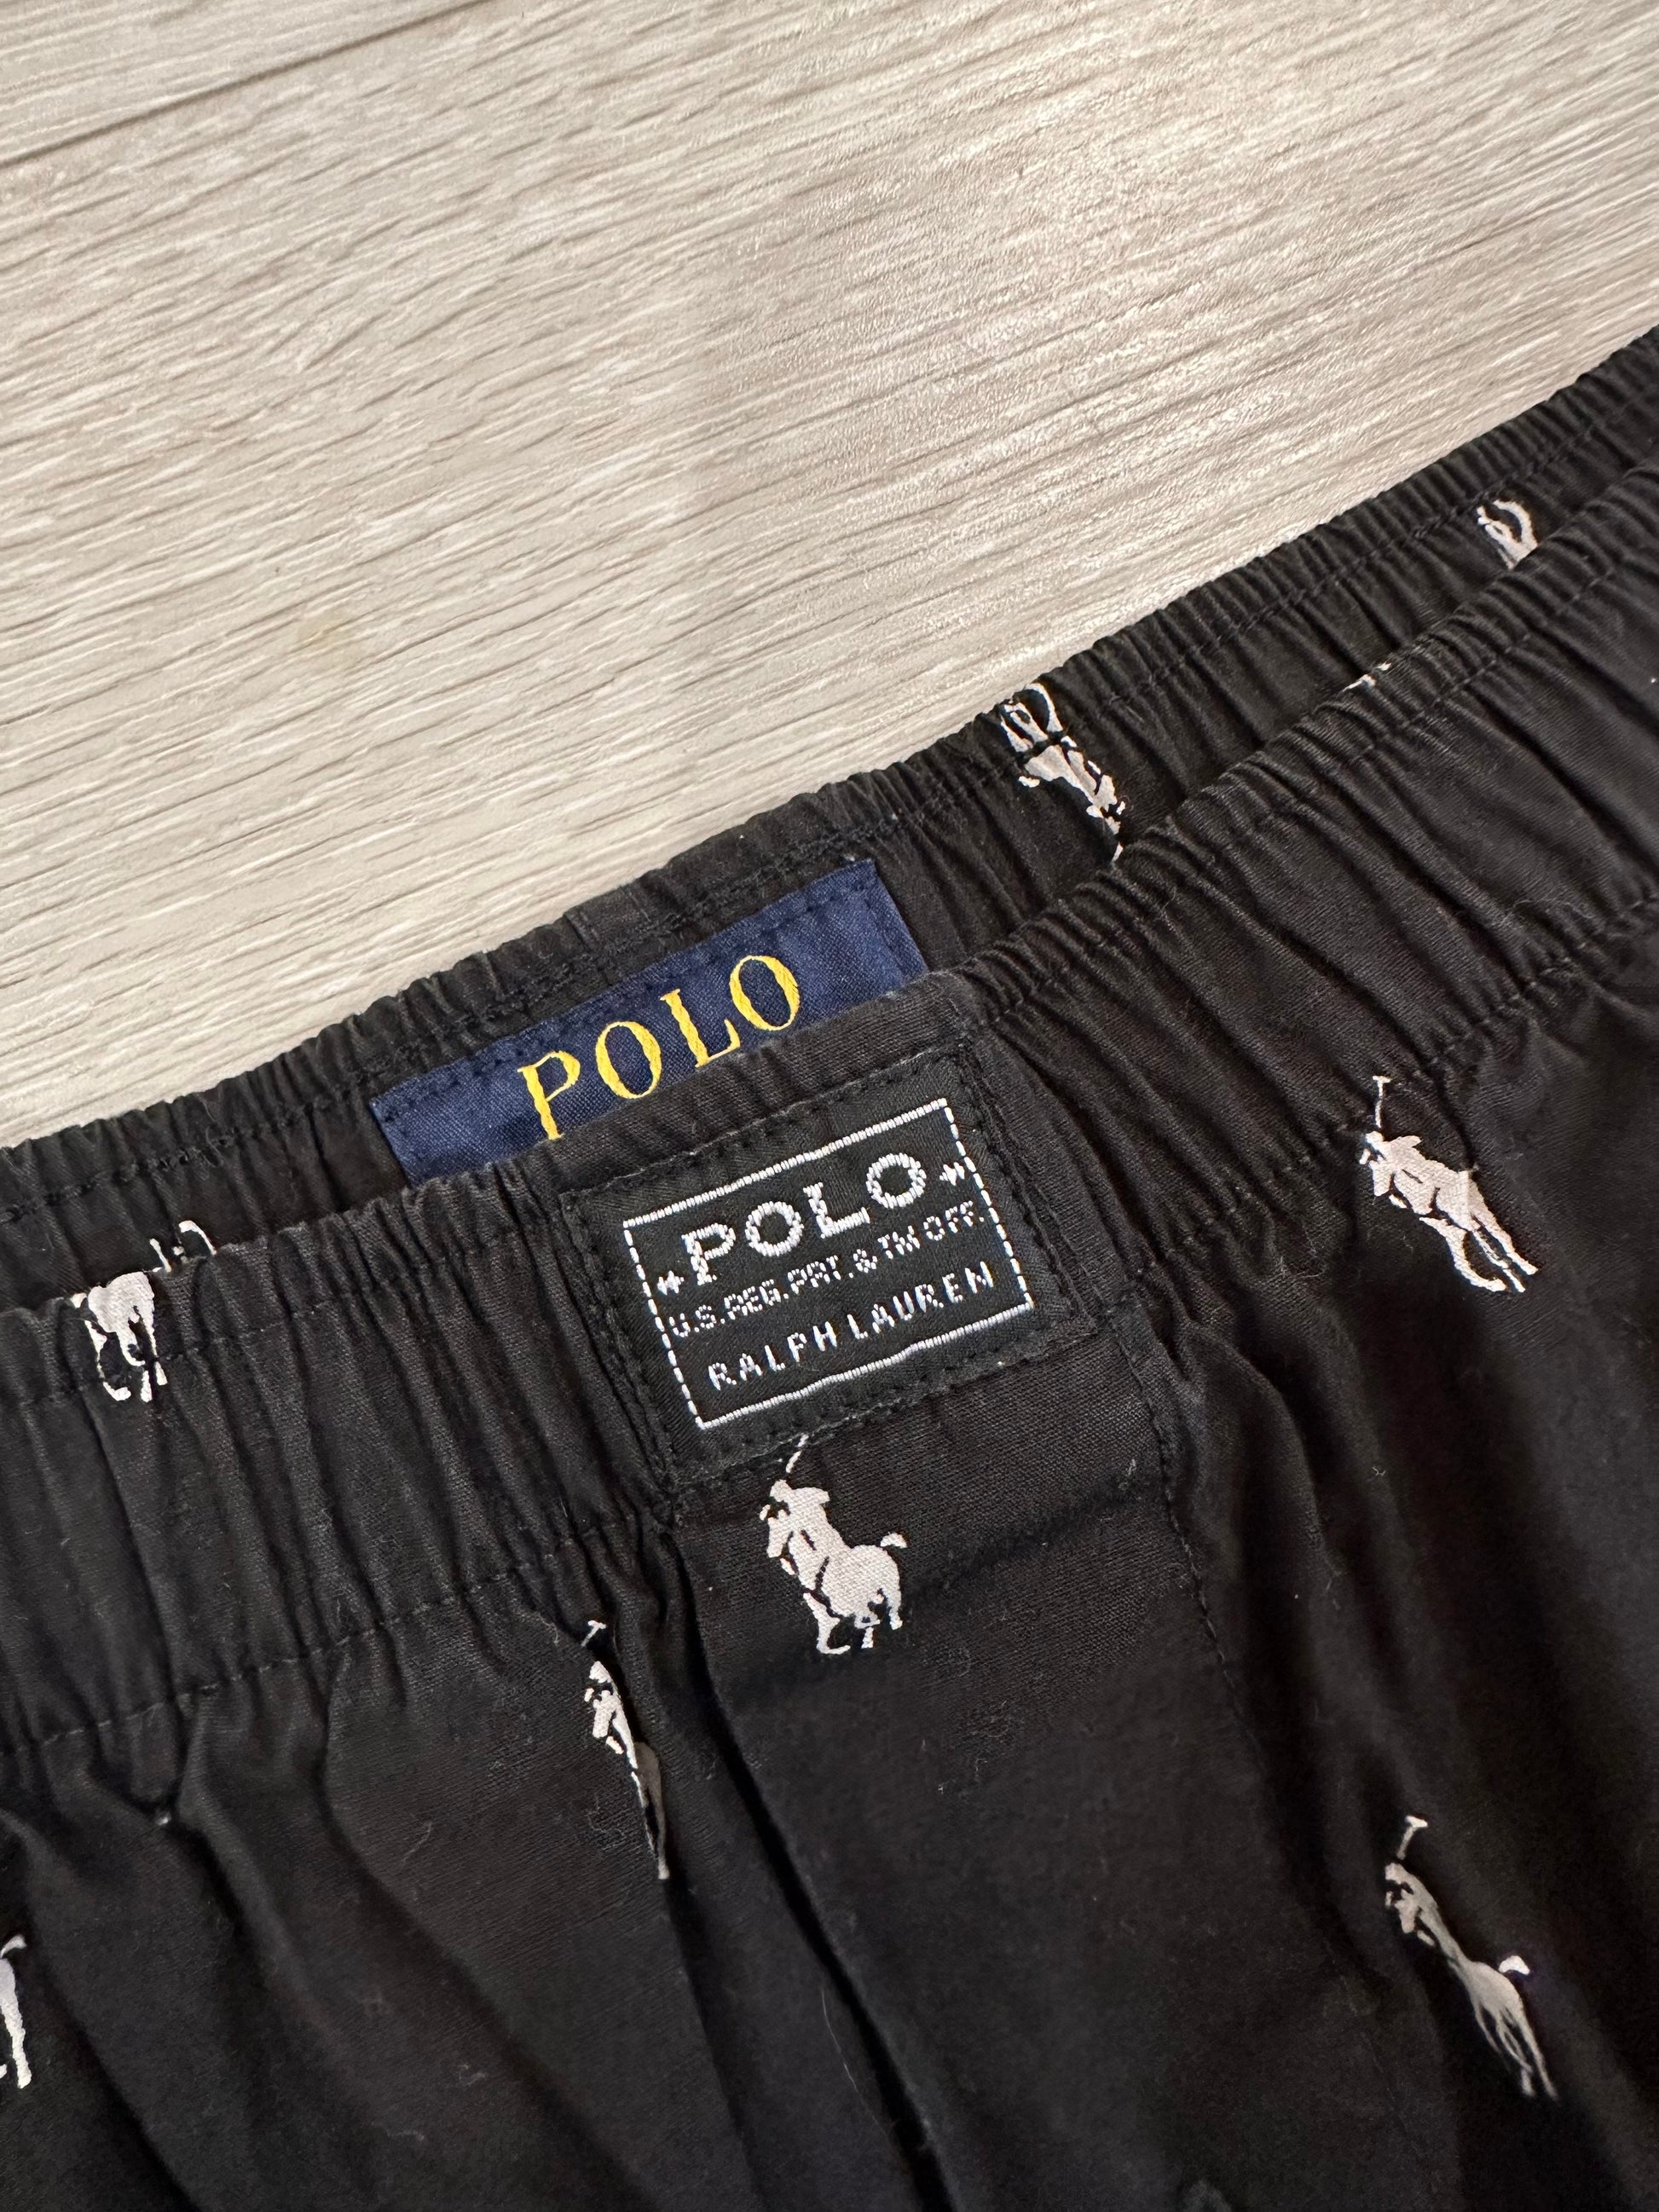 POLO
POLO
U.S. REG. PAT. & TM OFF.
RALPH LAUREN